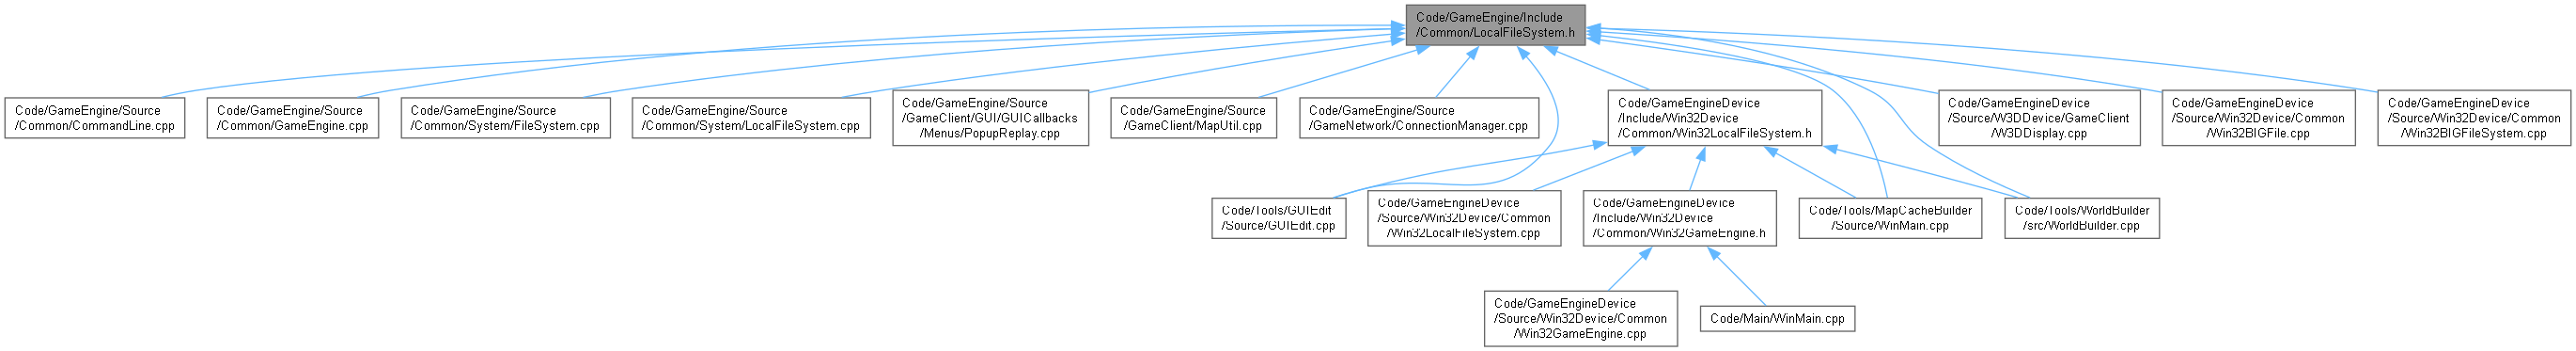 Code/GameEngine/Include
/Common/LocalFileSystem.h
Code/GameEngine/Source
/Common/CommandLine.cpp
Code/GameEngine/Source
/Common/GameEngine.cpp
Code/GameEngine/Source
/Common/System/FileSystem.cpp
Code/GameEngine/Source
/Common/System/LocalFileSystem.cpp
Code/GameEngine/Source
/GameClient/GUI/GUICallbacks
/Menus/PopupReplay.cpp
Code/GameEngine/Source
/GameClient/MapUtil.cpp
Code/GameEngine/Source
/GameNetwork/ConnectionManager.cpp
Code/GameEngineDevice
/Include/Win32Device
/Common/Win32LocalFileSystem.h
Code/GameEngineDevice
/Source/W3DDevice/GameClient
/W3DDisplay.cpp
Code/GameEngineDevice
/Source/Win32Device/Common
/Win32BIGFile.cpp
Code/GameEngineDevice
/Source/Win32Device/Common
/Win32BIGFileSystem.cpp
Code/Tools/GUIEdit
/Source/GUIEdit.cpp
Code/GameEngineDevice
/Source/Win32Device/Common
/Win32LocalFileSystem.cpp
Code/GameEngineDevice
/Include/Win32Device
/Common/Win32GameEngine.h
Code/Tools/MapCacheBuilder
/Source/WinMain.cpp
Code/Tools/WorldBuilder
/src/WorldBuilder.cpp
Code/GameEngineDevice
/Source/Win32Device/Common
/Win32GameEngine.cpp
Code/Main/WinMain.cpp